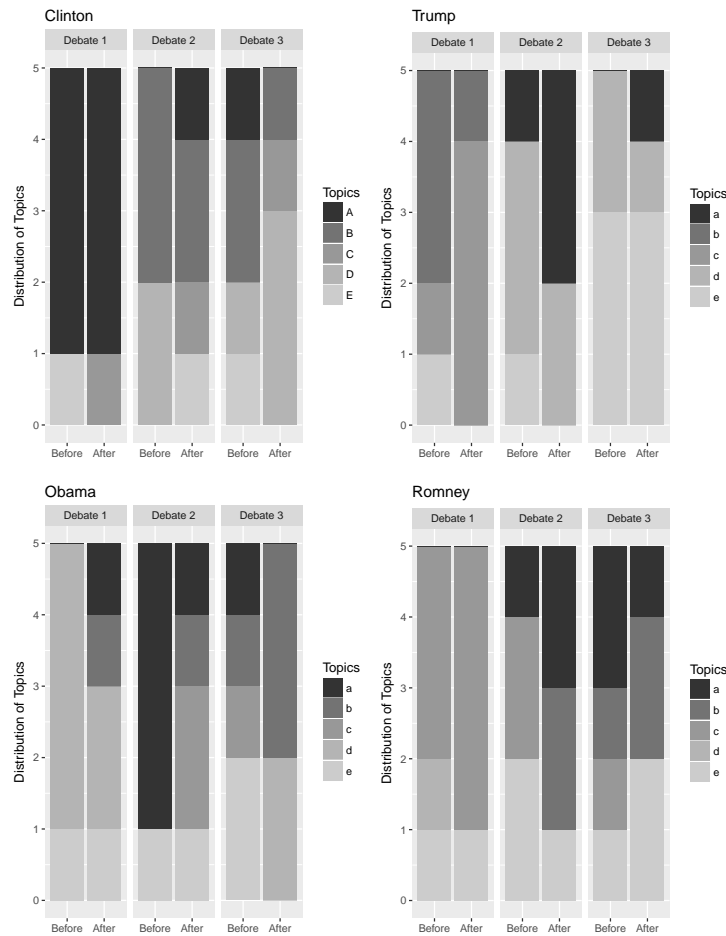 Clinton
Debate 1 Debate 2 Debate 3
Distribution of Topics
5
4
3
2
1
0
Before After Before After Before After
Topics
A
B
C
D
E
Trump
Debate 1 Debate 2 Debate 3
Distribution of Topics
5
4
3
2
1
0
Before After Before After Before After
Topics
a
b
c
d
e
Obama
Debate 1 Debate 2 Debate 3
Distribution of Topics
5
4
3
2
1
0
Before After Before After Before After
Topics
a
b
c
d
e
Romney
Debate 1 Debate 2 Debate 3
Distribution of Topics
5
4
3
2
1
0
Before After Before After Before After
Topics
a
b
c
d
e